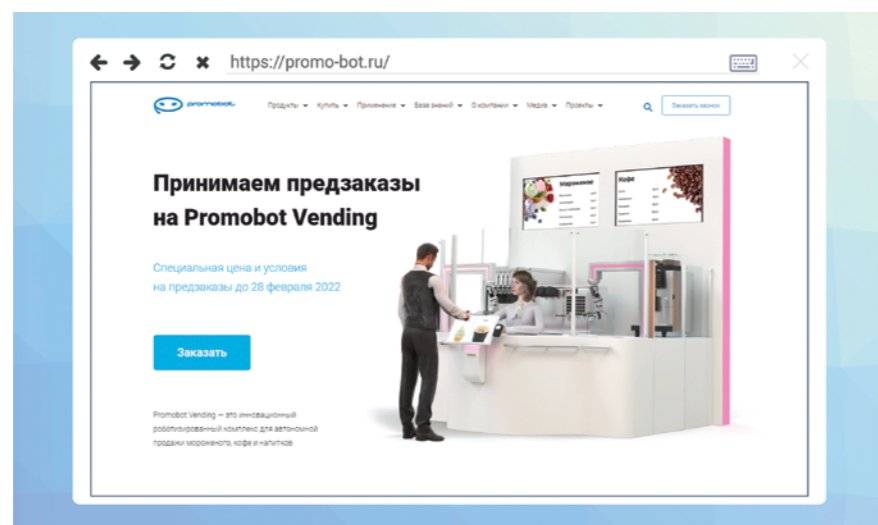 https://promo-bot.ru/
promobot.
Продукты Купить Применение База знаний О компании Медиа Проекты
Заказать звонок
Принимаем предзаказы
на Promobot Vending
Мороженое
Кофе
Специальная цена и условия
на предзаказы до 28 февраля 2022
Заказать
Promobot Vending — это инновационный
роботизированный комплекс для автономной
продажи мороженого, кофе и напитков